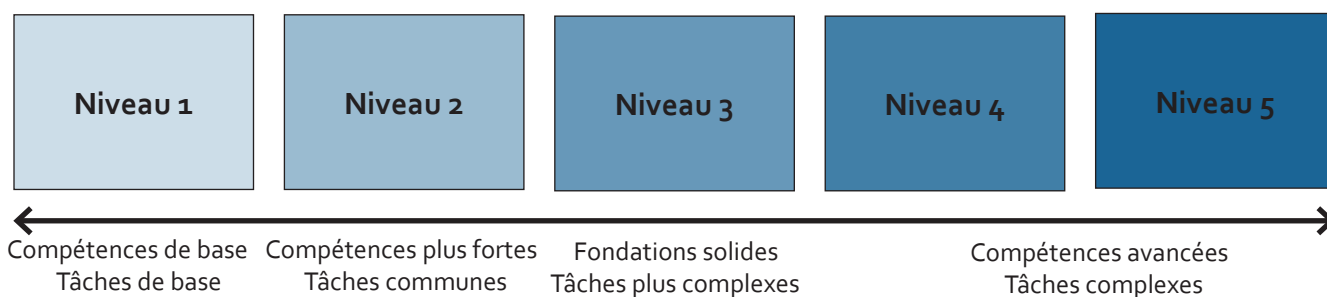 Niveau 1
Niveau 2
Niveau 3
Niveau 4
Niveau 5
Compétences de base
Tâches de base
Compétences plus fortes
Tâches communes
Fondations solides
Tâches plus complexes
Compétences avancées
Tâches complexes